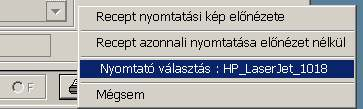 Recept nyomtatási kép előnézete
Recept azonnali nyomtatása előnézet nélkül
Nyomtató választás : HP_LaserJet_1018
Mégsem
F